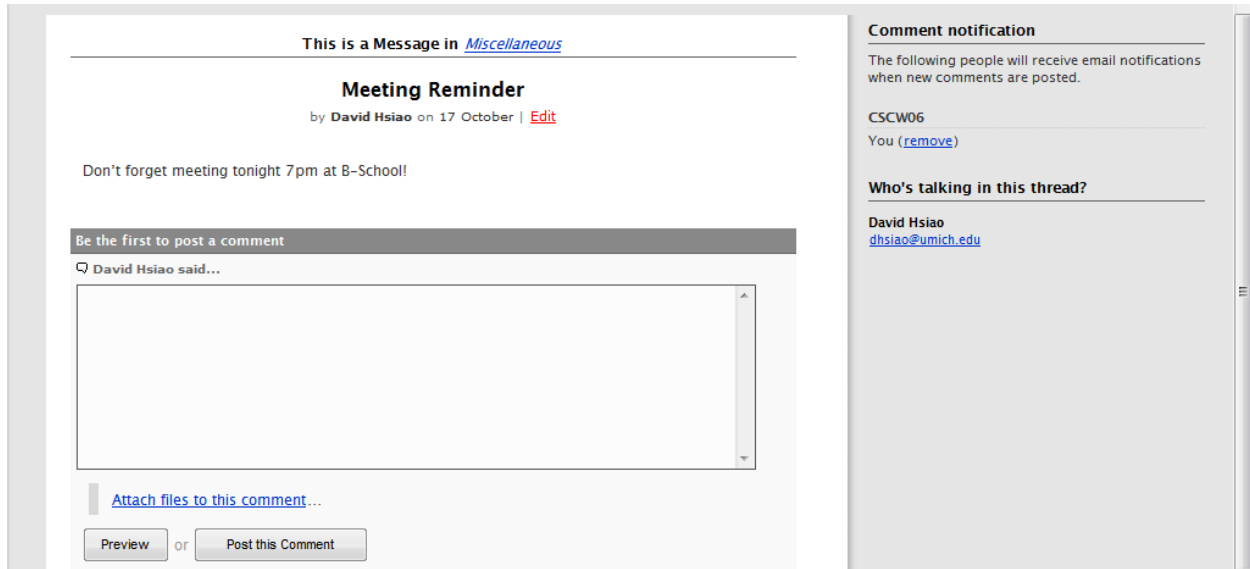 This is a Message in Miscellaneous
Meeting Reminder
by David Hsiao on 17 October | Edit
Don't forget meeting tonight 7pm at B-School!
Be the first to post a comment
David Hsiao said...
Attach files to this comment...
Preview or Post this Comment
Comment notification
The following people will receive email notifications
when new comments are posted.
CSCW06
You (remove)
Who's talking in this thread?
David Hsiao
dhsiao@umich.edu